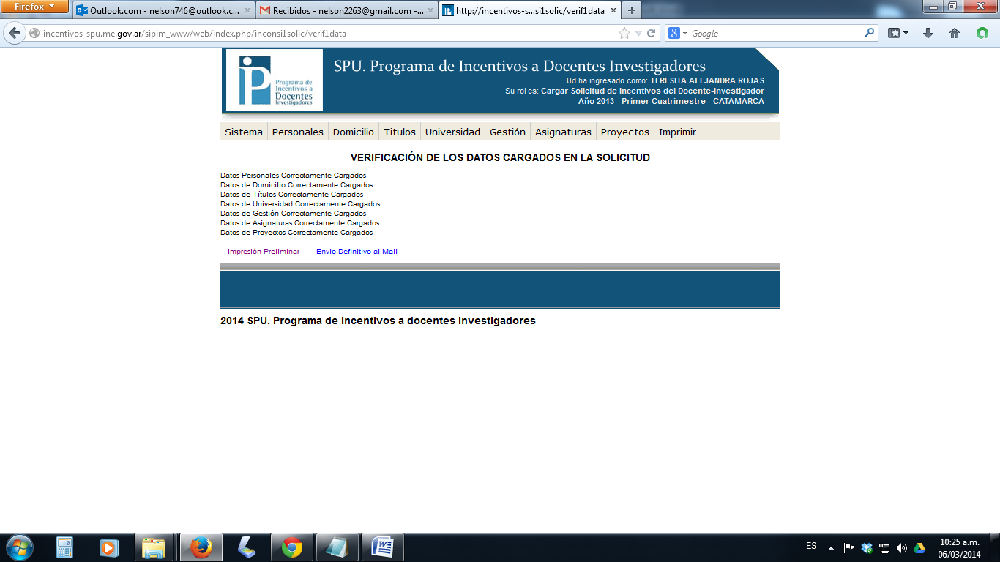 Firefox
Outlook.com - nelson746@outlook.c...
Recibidos - nelson2263@gmail.com -...
http://incentivos-s...si1solic/verif1data
incentivos-spu.me.gov.ar/sipim_www/web/index.php/inconsi1solic/verif1data
Google
Programa de
Incentivos a
Docentes
Investigadores
SPU. Programa de Incentivos a Docentes Investigadores
Ud ha ingresado como: TERESITA ALEJANDRA ROJAS
Su rol es: Cargar Solicitud de Incentivos del Docente-Investigador
Año 2013 - Primer Cuatrimestre - CATAMARCA
Sistema Personales Domicilio Titulos Universidad Gestión Asignaturas Proyectos Imprimir
VERIFICACIÓN DE LOS DATOS CARGADOS EN LA SOLICITUD
Datos Personales Correctamente Cargados
Datos de Domicilio Correctamente Cargados
Datos de Títulos Correctamente Cargados
Datos de Universidad Correctamente Cargados
Datos de Gestión Correctamente Cargados
Datos de Asignaturas Correctamente Cargados
Datos de Proyectos Correctamente Cargados
Impresión Preliminar Envio Definitivo al Mail
2014 SPU. Programa de Incentivos a docentes investigadores
ES
10:25 a.m.
06/03/2014